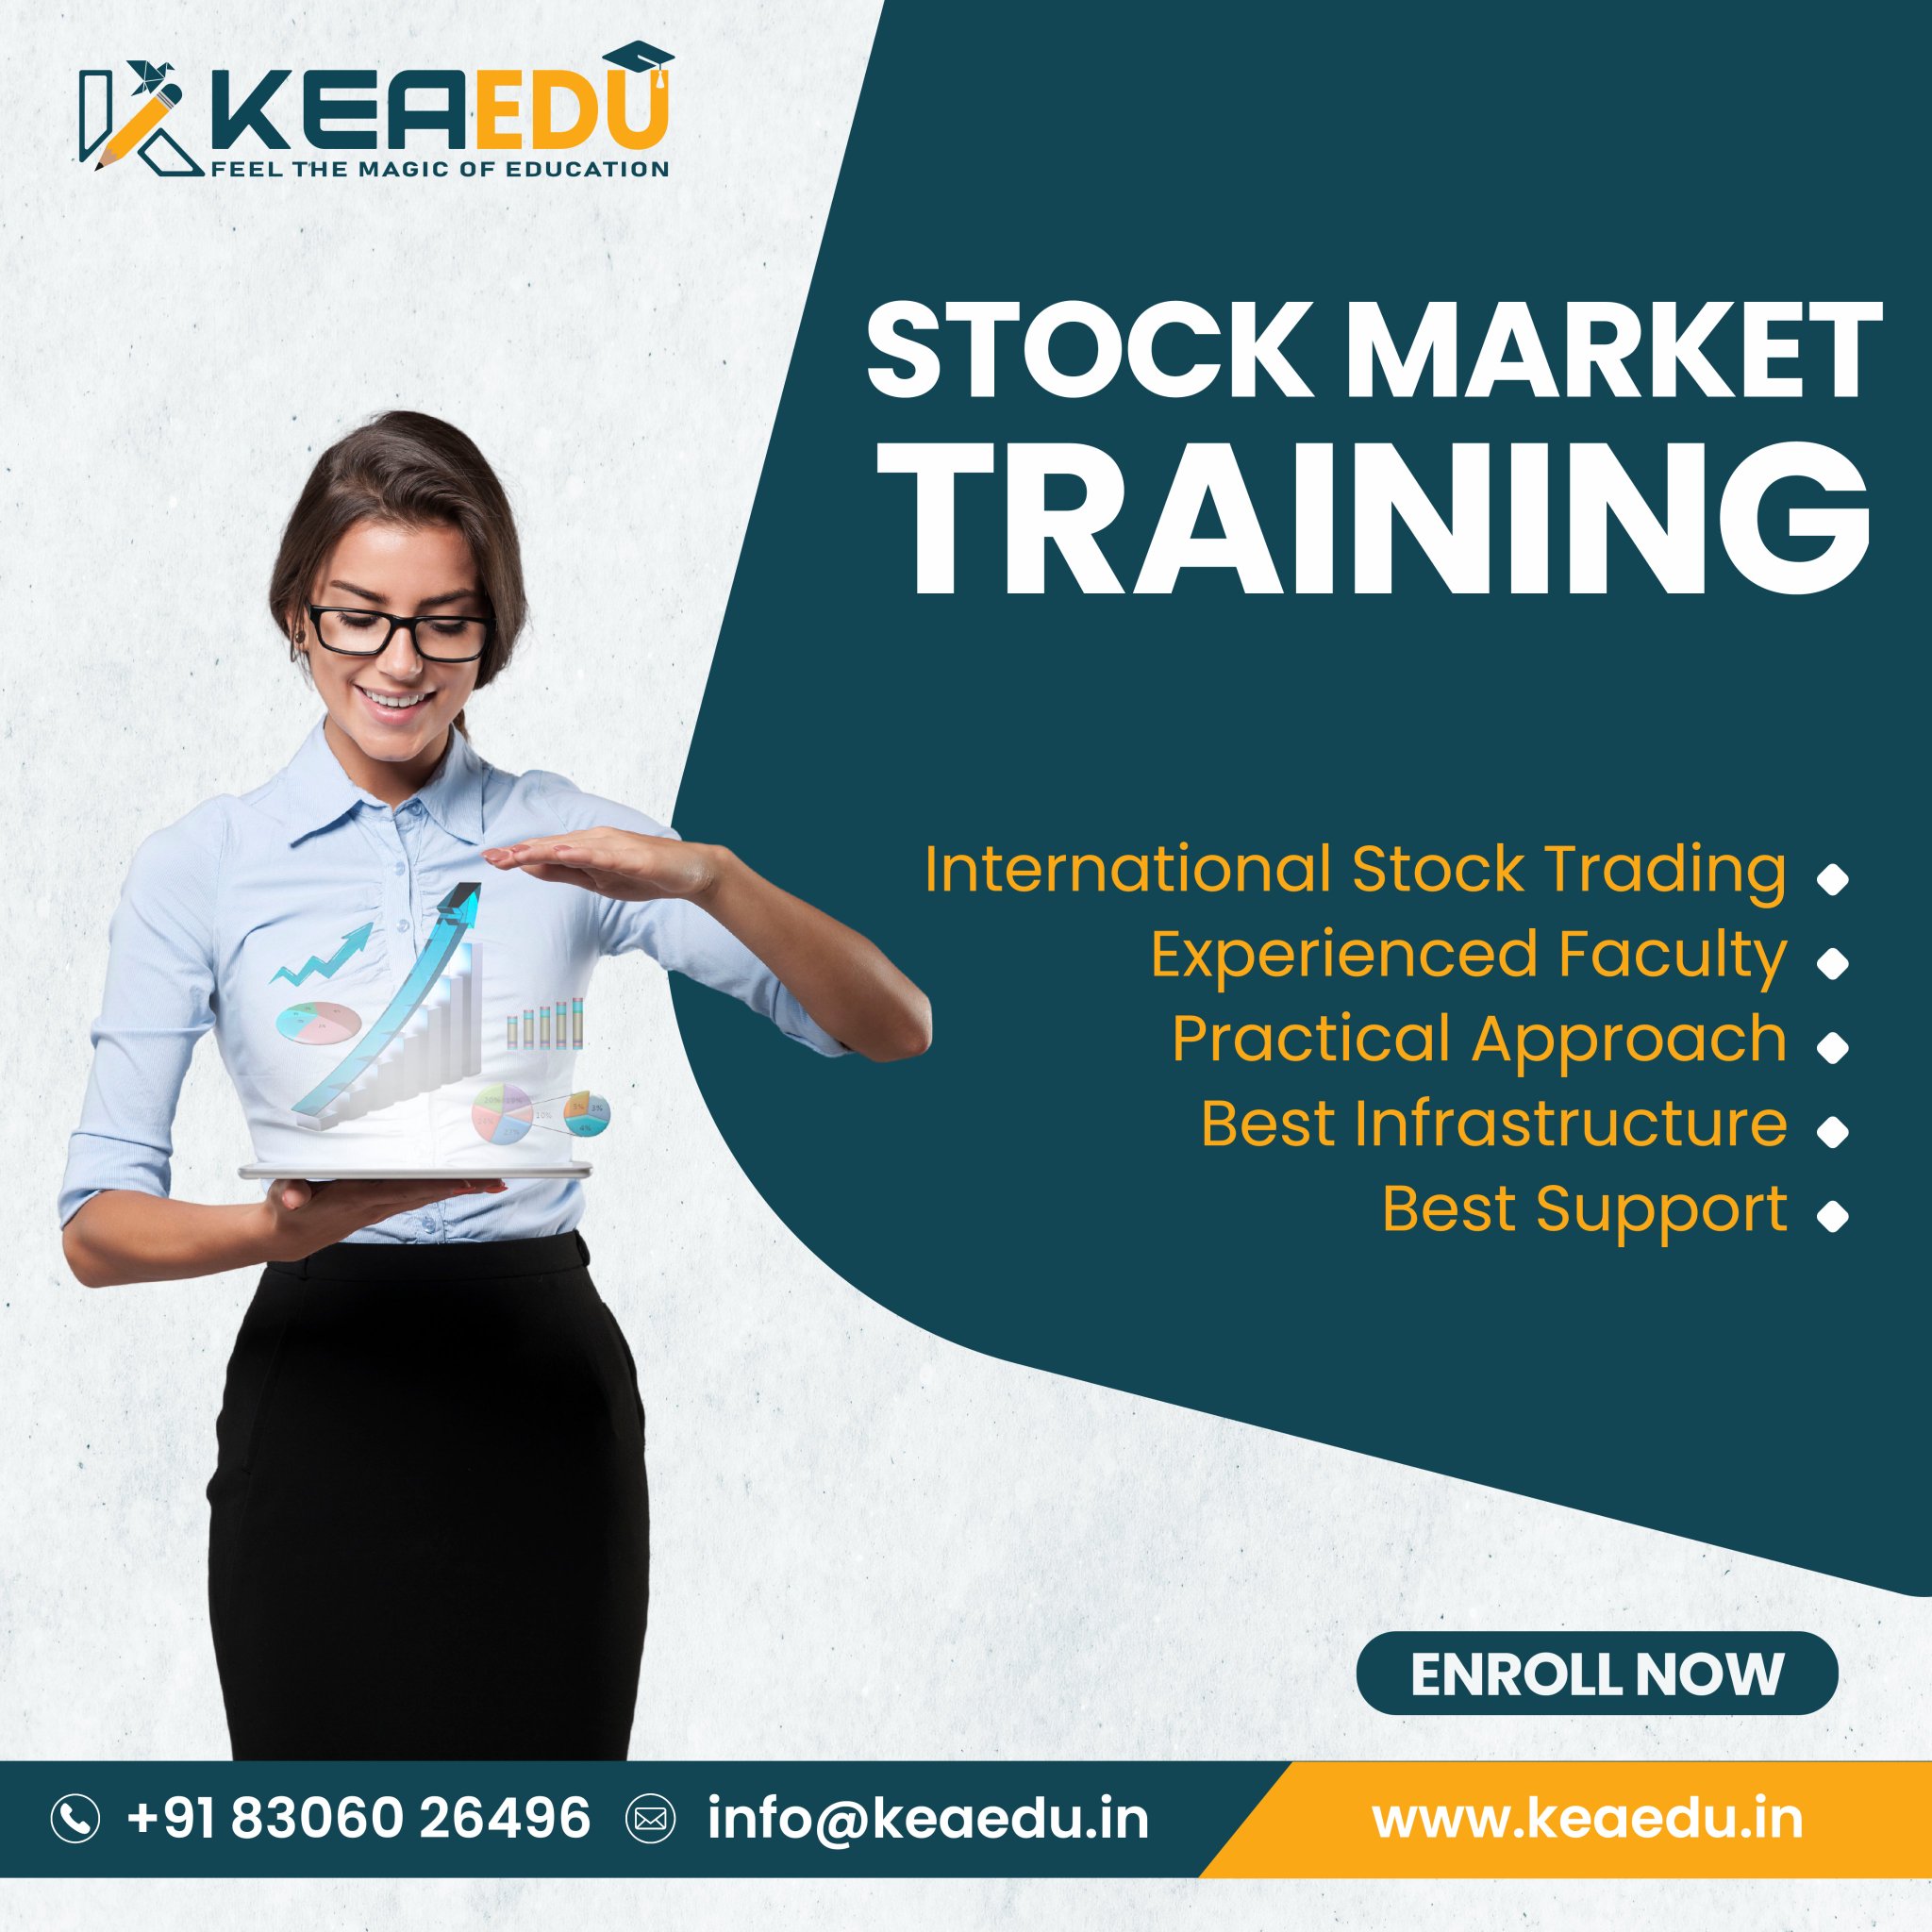 KEAEDU
FEEL THE MAGIC OF EDUCATION
STOCK MARKET
TRAINING
International Stock Trading
Experienced Faculty
Practical Approach
Best Infrastructure
Best Support
ENROLL NOW
+91 83060 26496
info@keaedu.in
www.keaedu.in